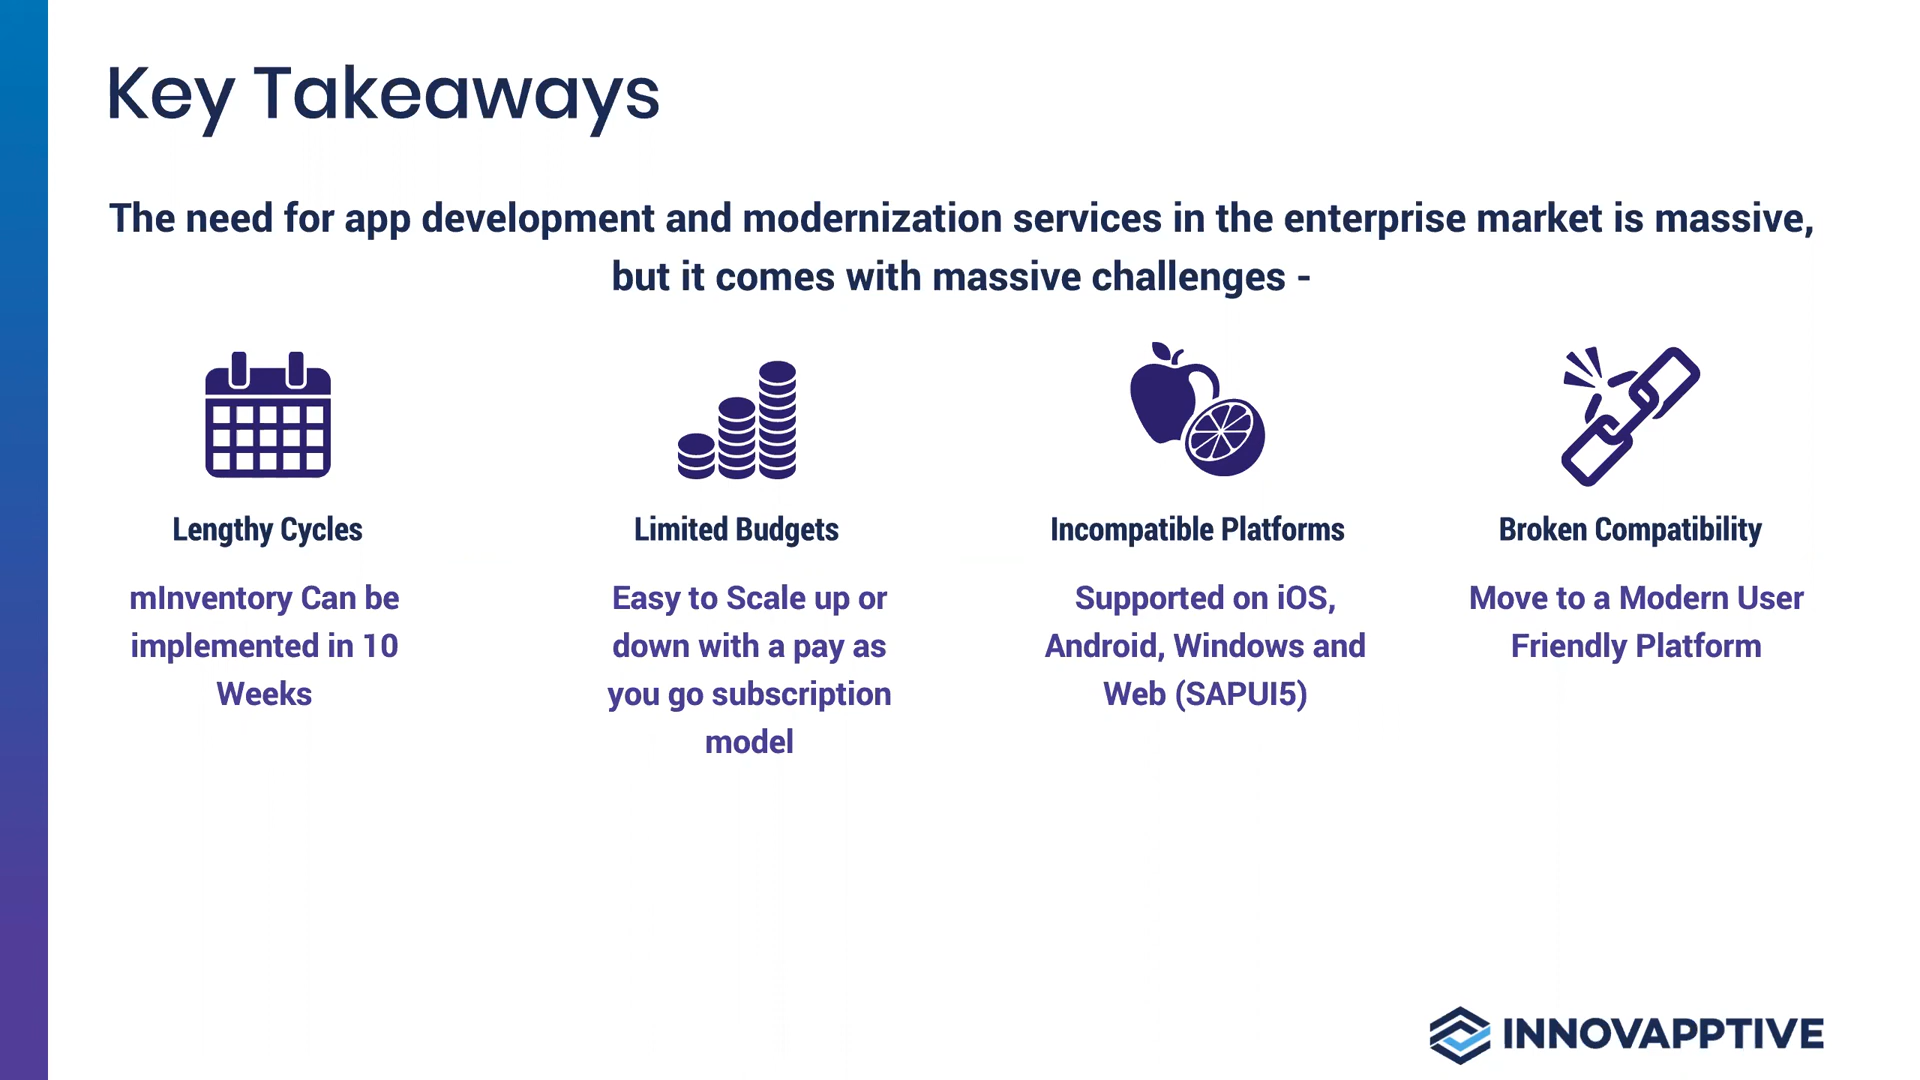 Key Takeaways
The need for app development and modernization services in the enterprise market is massive,
but it comes with massive challenges -
Lengthy Cycles
mInventory Can be
implemented in 10
Weeks
Limited Budgets
Easy to Scale up or
down with a pay as
you go subscription
model
Incompatible Platforms
Supported on iOS,
Android, Windows and
Web (SAPUI5)
Broken Compatibility
Move to a Modern User
Friendly Platform
INNOVAPPTIVE